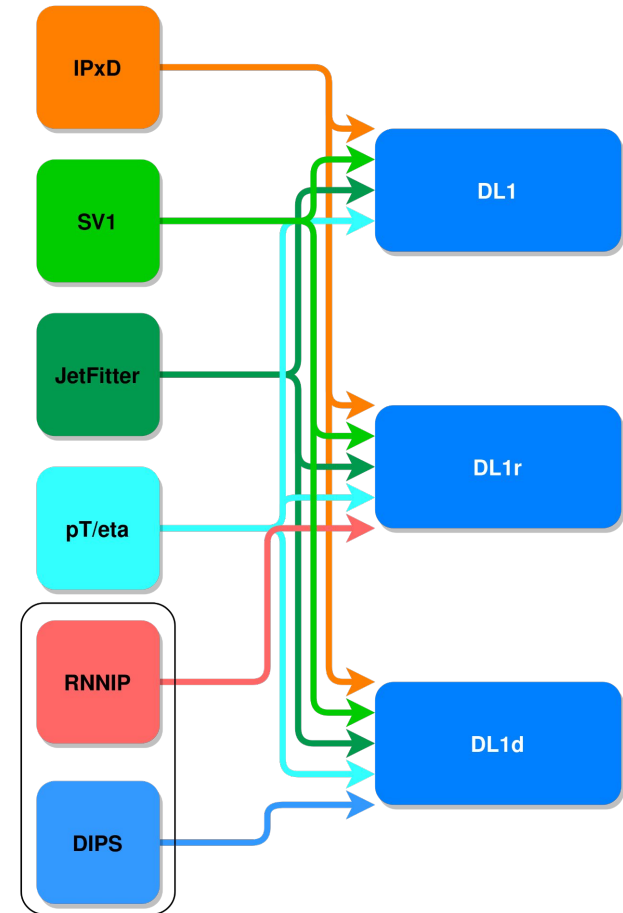 IPxD
SV1
JetFitter
pT/eta
RNNIP
DIPS
DL1
DL1r
DL1d